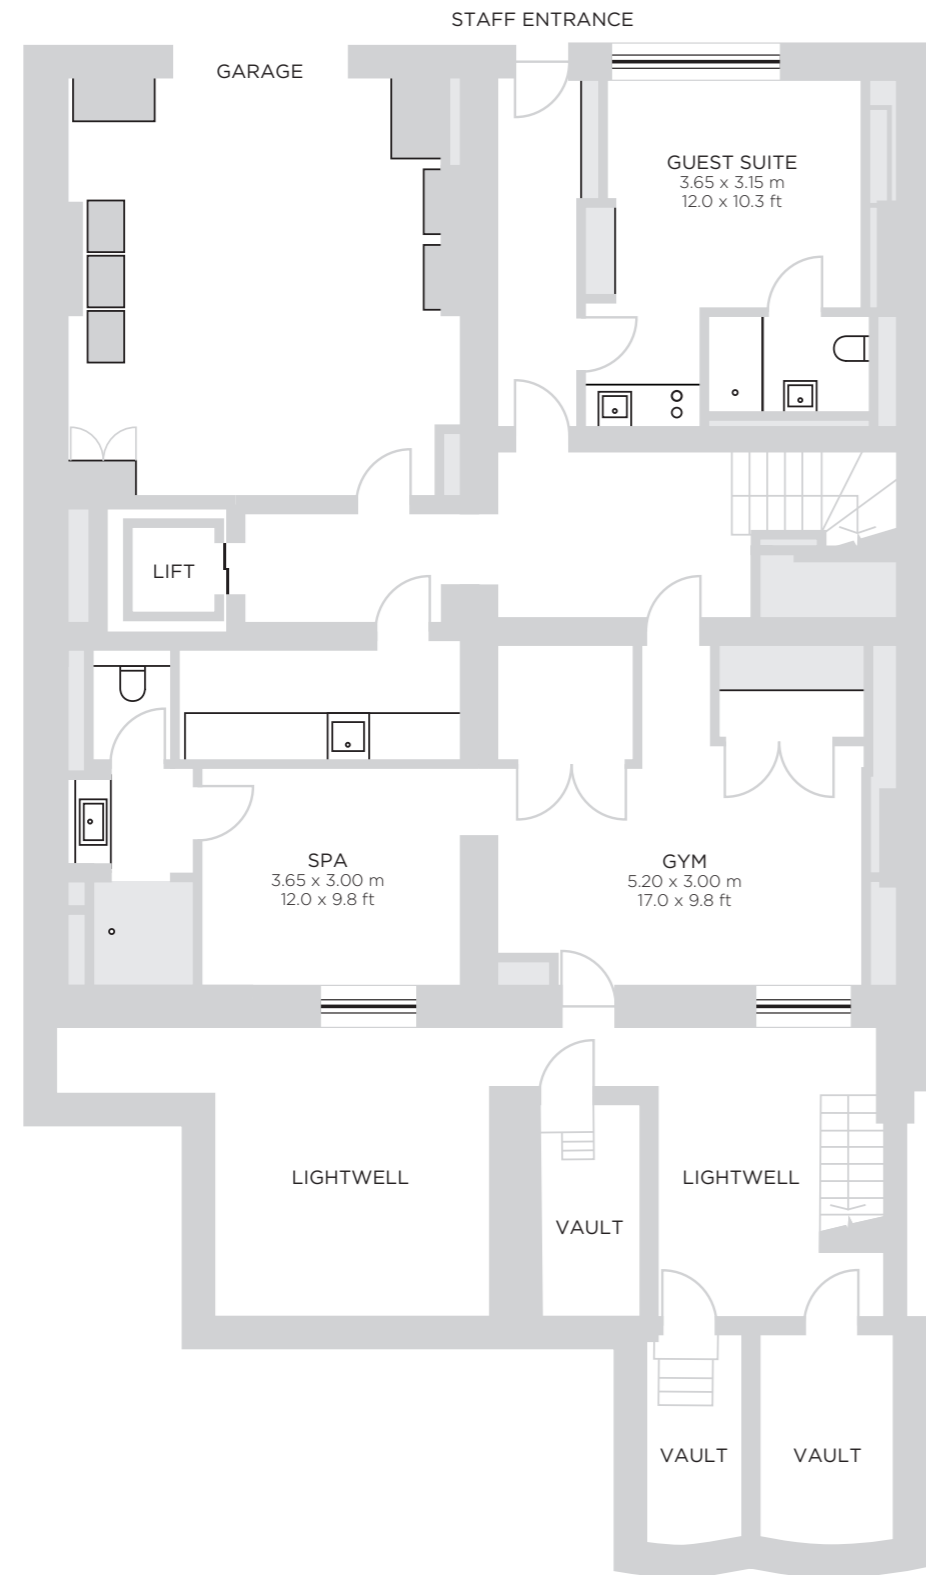 STAFF ENTRANCE
GARAGE
GUEST SUITE
3.65 x 3.15 m
12.0 x 10.3 ft
LIFT
SPA
3.65 x 3.00 m
12.0 x 9.8 ft
GYM
5.20 x 3.00 m
17.0 x 9.8 ft
LIGHTWELL
LIGHTWELL
VAULT
VAULT
VAULT